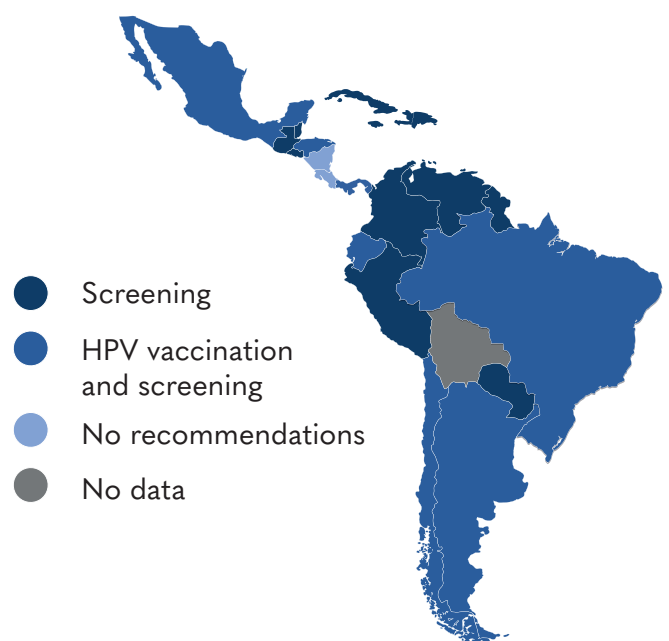 Screening
HPV vaccination
and screening
No recommendations
No data